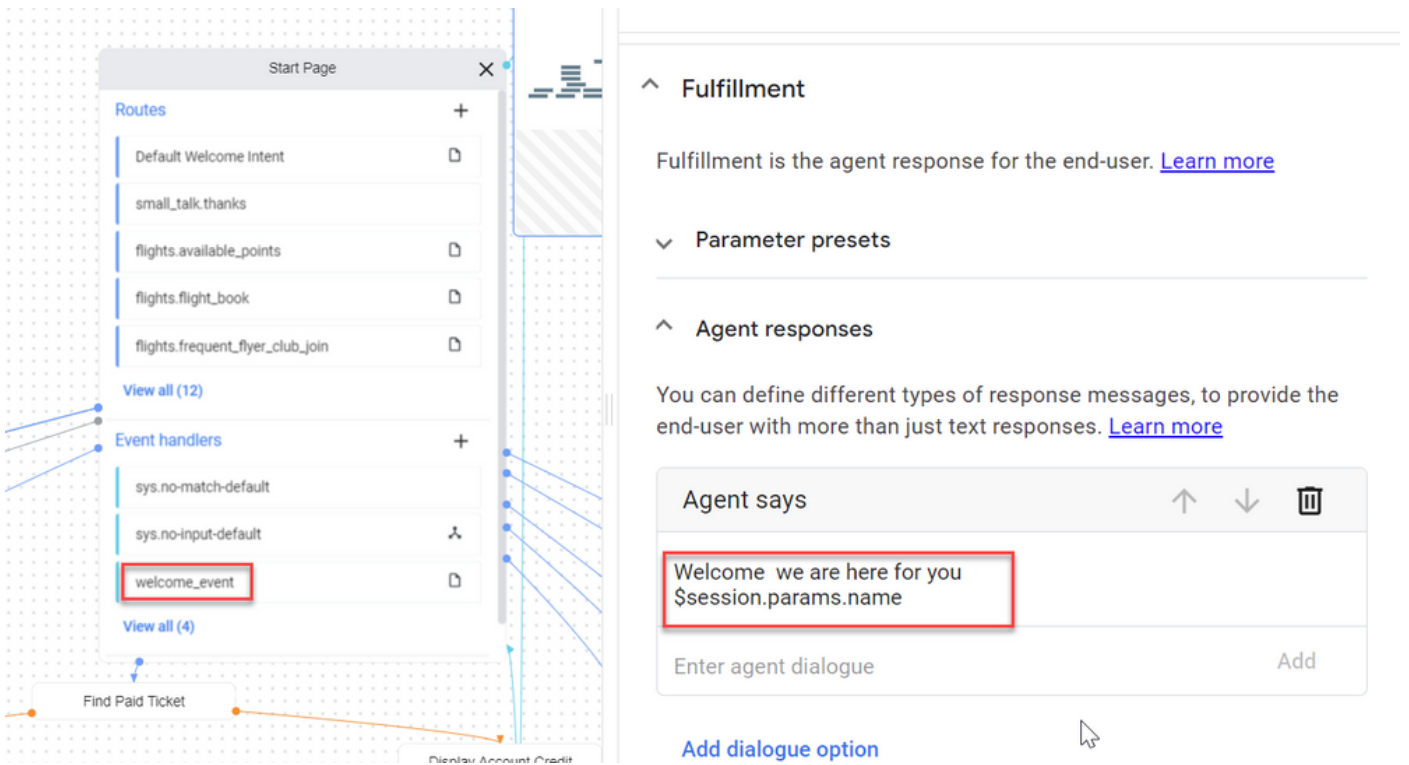 Start Page
Routes
Default Welcome Intent
small_talk.thanks
flights.available_points
flights.flight_book
flights.frequent_flyer_club_join
View all (12)
Event handlers
sys.no-match-default
sys.no-input-default
welcome_event
View all (4)
Find Paid Ticket
Display Account Credit
Fulfillment
Fulfillment is the agent response for the end-user. Learn more
Parameter presets
Agent responses
You can define different types of response messages, to provide the
end-user with more than just text responses. Learn more
Agent says
Welcome  we are here for you
$session.params.name
Enter agent dialogue
Add
Add dialogue option